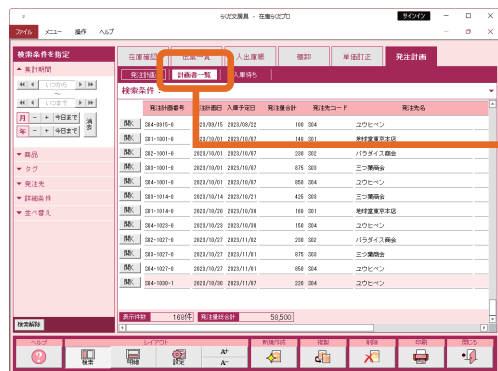 らくだ文房具 - 在庫らくだプロ
サインイン
ファイル メニュー 操作 ヘルプ
検索条件を指定
集計期間
いつから
～
いつまで
月 - + 今日まで
年 - + 今日まで
消去
商品
タグ
発注先
詳細条件
並べ替え
検索解除
在庫確認 伝票一覧 入出庫帳 棚卸 単価訂正 発注計画
発注計画 計画者一覧 入庫待ち
検索条件：
発注計画番号 発注計画日 入庫予定日 発注量合計 発注先コード 発注先名
開く S04-0915-0 2023/09/15 2023/09/22 100 S04 ユウヒペン
開く S01-1001-0 2023/10/01 2023/10/07 140 S01 地球堂東京本店
開く S02-1001-0 2023/10/01 2023/10/07 230 S02 パラダイス商会
開く S03-1001-0 2023/10/01 2023/10/07 875 S03 三つ葉商会
開く S04-1001-0 2023/10/01 2023/10/07 850 S04 ユウヒペン
開く S03-1014-0 2023/10/14 2023/10/21 425 S03 三つ葉商会
開く S01-1014-0 2023/10/20 2023/10/30 160 S01 地球堂東京本店
開く S04-1023-0 2023/10/23 2023/10/30 150 S04 ユウヒペン
開く S02-1027-0 2023/10/27 2023/11/02 230 S02 パラダイス商会
開く S03-1027-0 2023/10/27 2023/11/01 875 S03 三つ葉商会
開く S04-1027-0 2023/10/27 2023/11/01 850 S04 ユウヒペン
開く S04-1030-1 2023/10/30 2023/11/07 220 S04 ユウヒペン
表示件数 168件 発注量総合計 58,500
ヘルプ レイアウト 新規作成 複製 削除 印刷 閉じる
検索 明細 設定 A+ A-